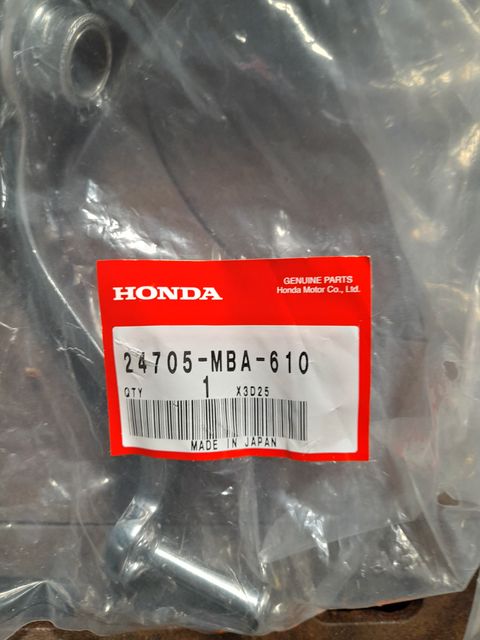 HONDA
GENUINE PARTS
Honda Motor Co., Ltd.
24705-MBA-610
QTY 1 X3D25
MADE IN JAPAN